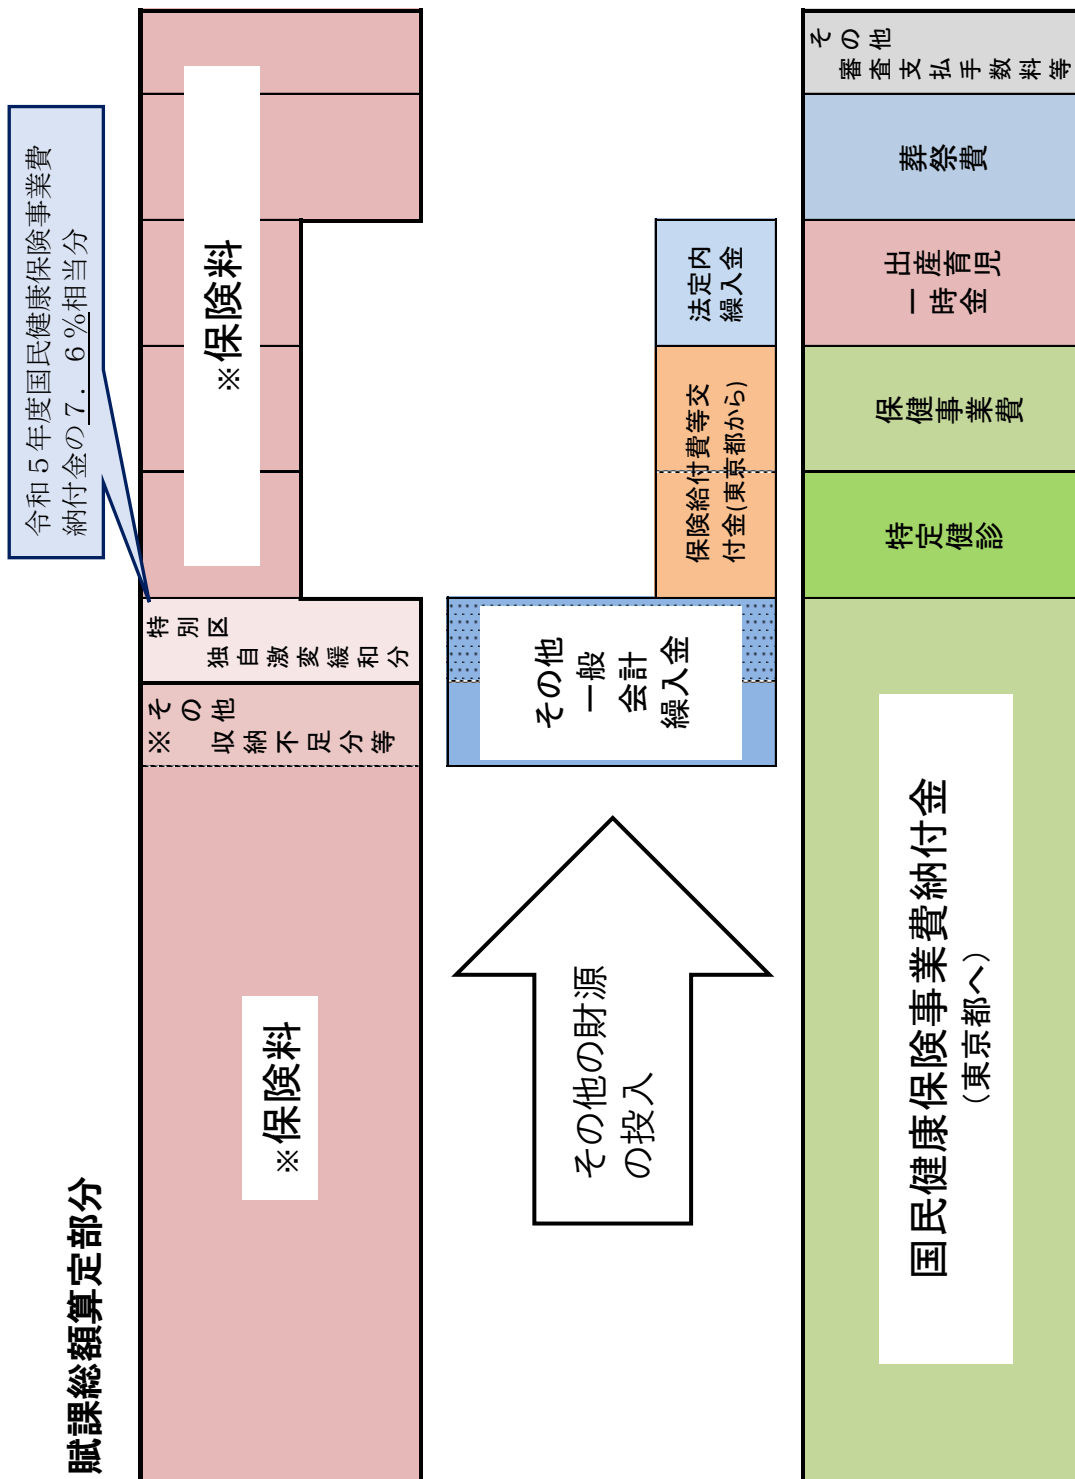 賦課総額算定部分
令和５年度国民健康保険事業費
納付金の７．６％相当分
※保険料
※その他
収納不足分等
特別区
独自激変緩和分
※保険料
その他の財源
の投入
その他
一般
会計
繰入金
保険給付費等交
付金(東京都から)
法定内
繰入金
国民健康保険事業費納付金
（東京都へ）
特定健診
保健事業費
出産育児
一時金
葬祭費
その他
審査支払手数料等